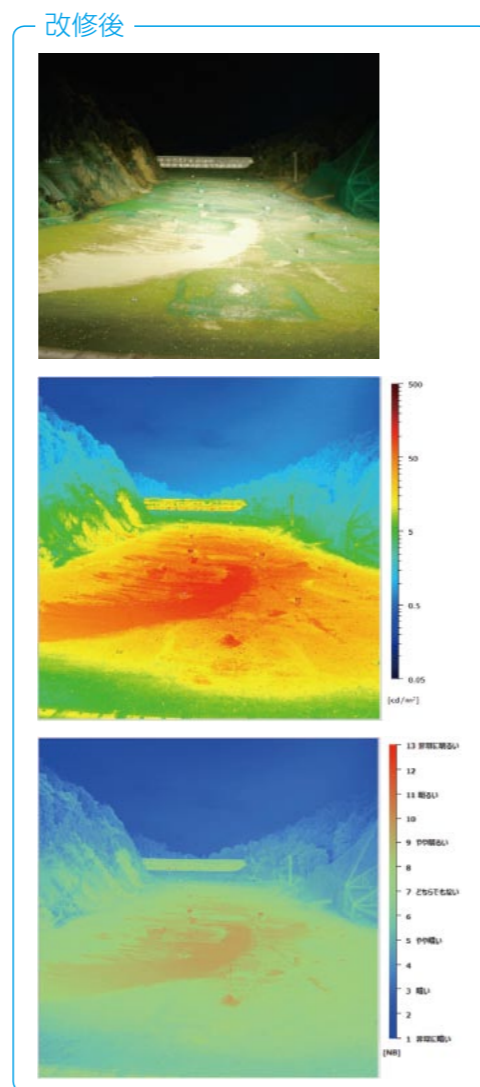 改修後
500
50
5
0.5
0.05
[cd/m²]
13 非常に明るい
12
11 明るい
10
9 やや明るい
8
7 どちらでもない
6
5 やや暗い
4
3 暗い
2
1 非常に暗い
[NB]